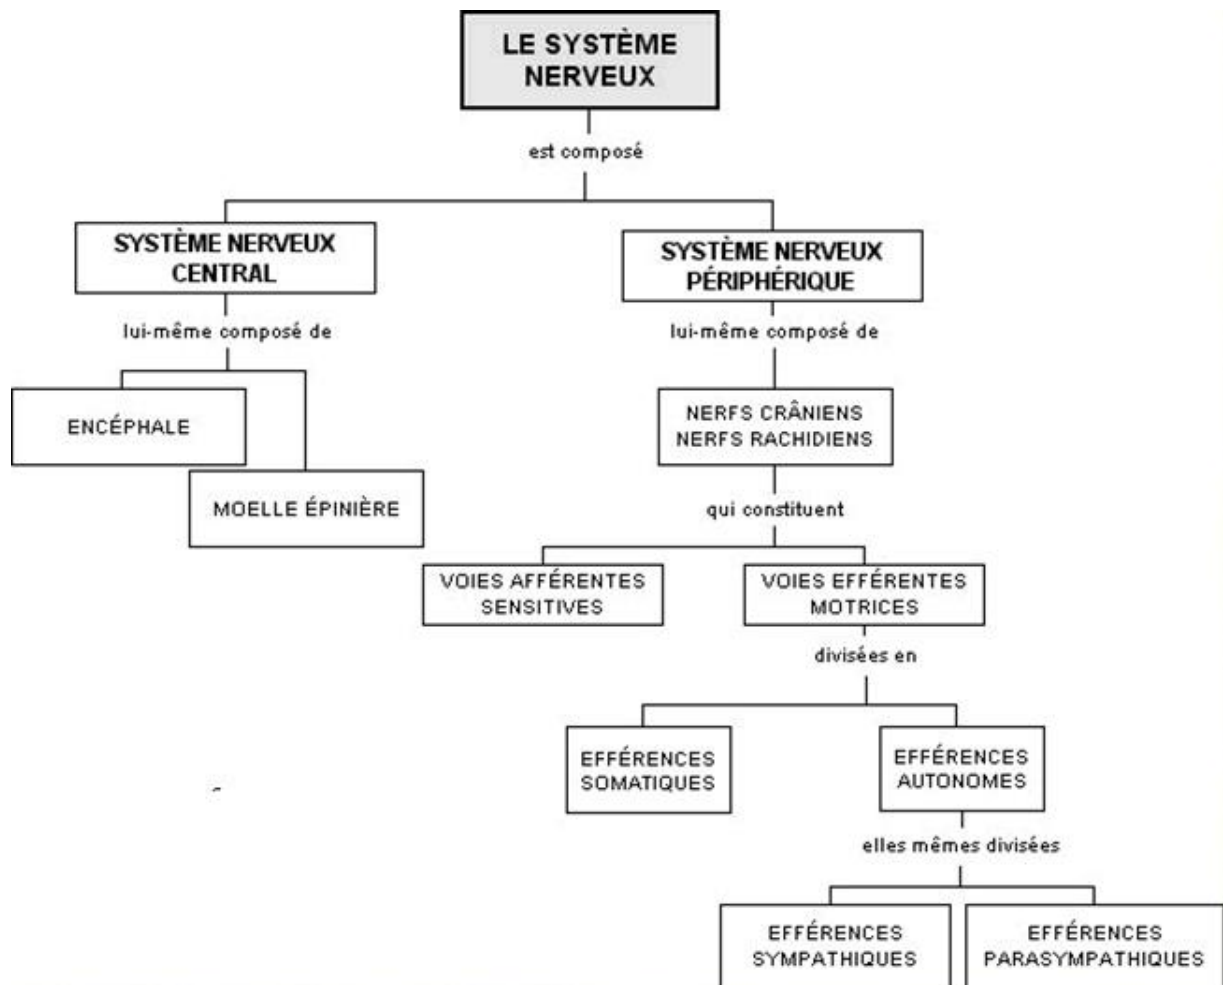 LE SYSTÈME
NERVEUX
est composé
SYSTÈME NERVEUX
CENTRAL
SYSTÈME NERVEUX
PÉRIPHÉRIQUE
lui-même composé de
lui-même composé de
ENCÉPHALE
MOELLE ÉPINIÈRE
NERFS CRÂNIENS
NERFS RACHIDIENS
qui constituent
VOIES AFFÉRENTES
SENSITIVES
VOIES EFFÉRENTES
MOTRICES
divisées en
EFFÉRENCES
SOMATIQUES
EFFÉRENCES
AUTONOMES
elles mêmes divisées
EFFÉRENCES
SYMPATHIQUES
EFFÉRENCES
PARASYMPATHIQUES